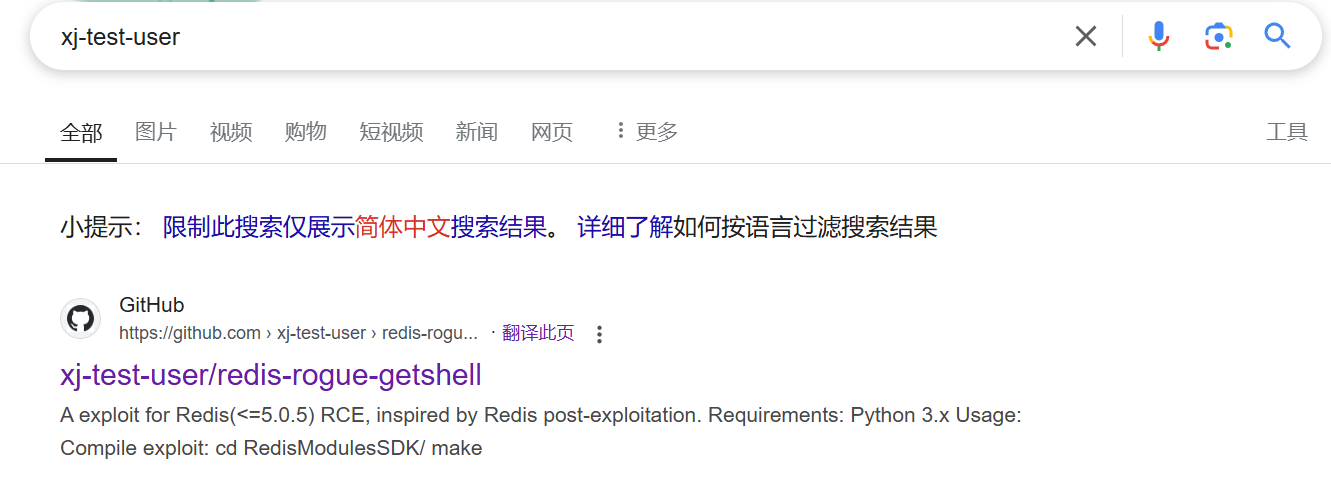 xj-test-user
全部 图片 视频 购物 短视频 新闻 网页 更多 工具
小提示： 限制此搜索仅展示简体中文搜索结果。 详细了解如何按语言过滤搜索结果
GitHub
https://github.com › xj-test-user › redis-rogu... · 翻译此页
xj-test-user/redis-rogue-getshell
A exploit for Redis(<=5.0.5) RCE, inspired by Redis post-exploitation. Requirements: Python 3.x Usage:
Compile exploit: cd RedisModulesSDK/ make